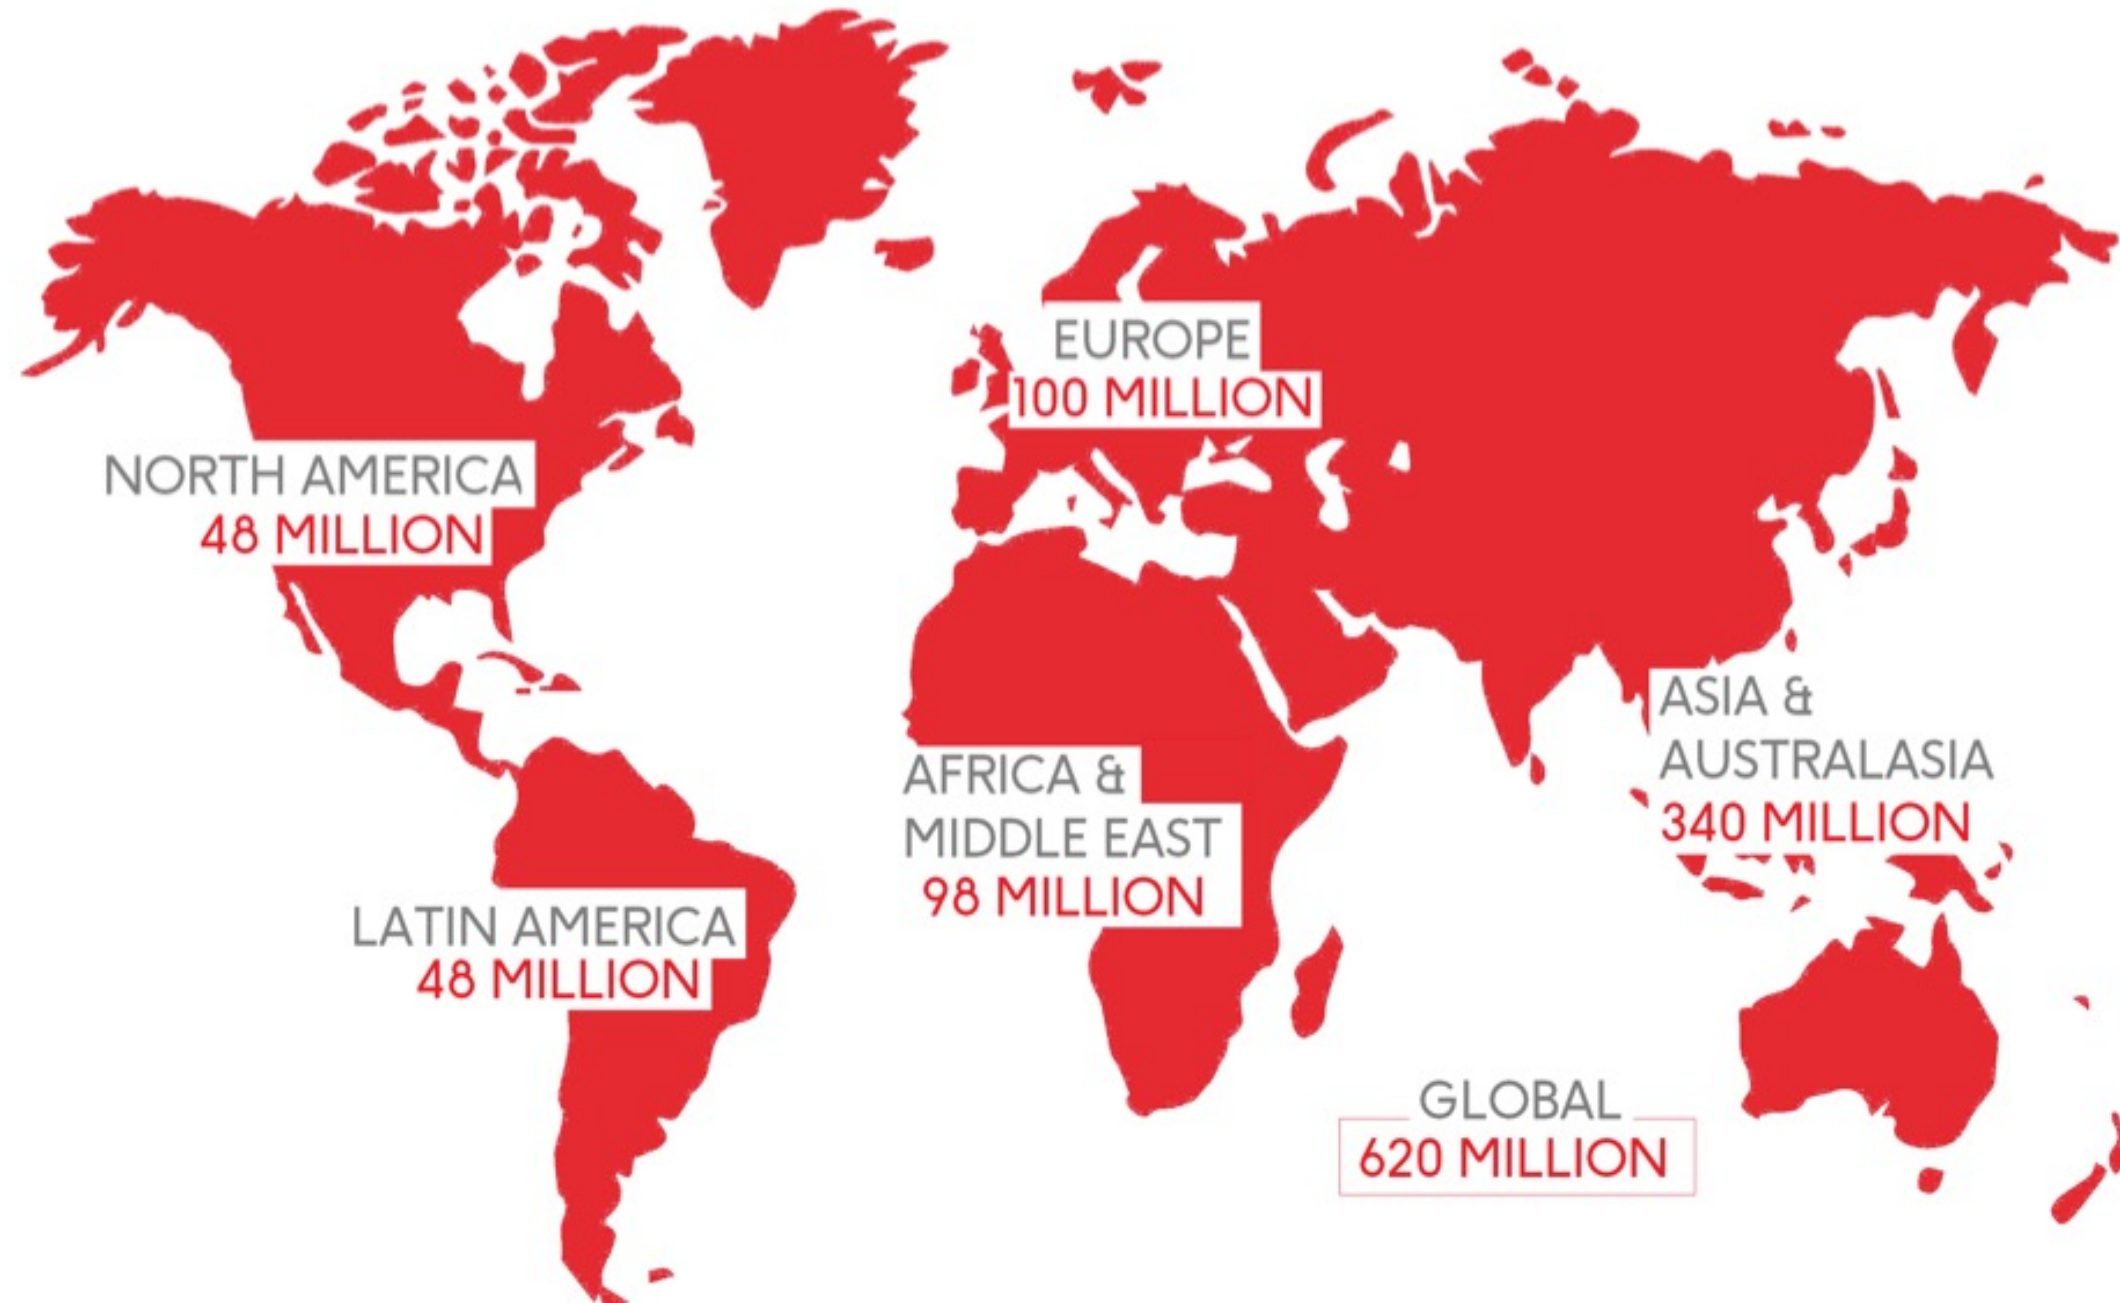 EUROPE
100 MILLION
NORTH AMERICA
48 MILLION
ASIA &
AUSTRALASIA
340 MILLION
AFRICA &
MIDDLE EAST
98 MILLION
LATIN AMERICA
48 MILLION
GLOBAL
620 MILLION